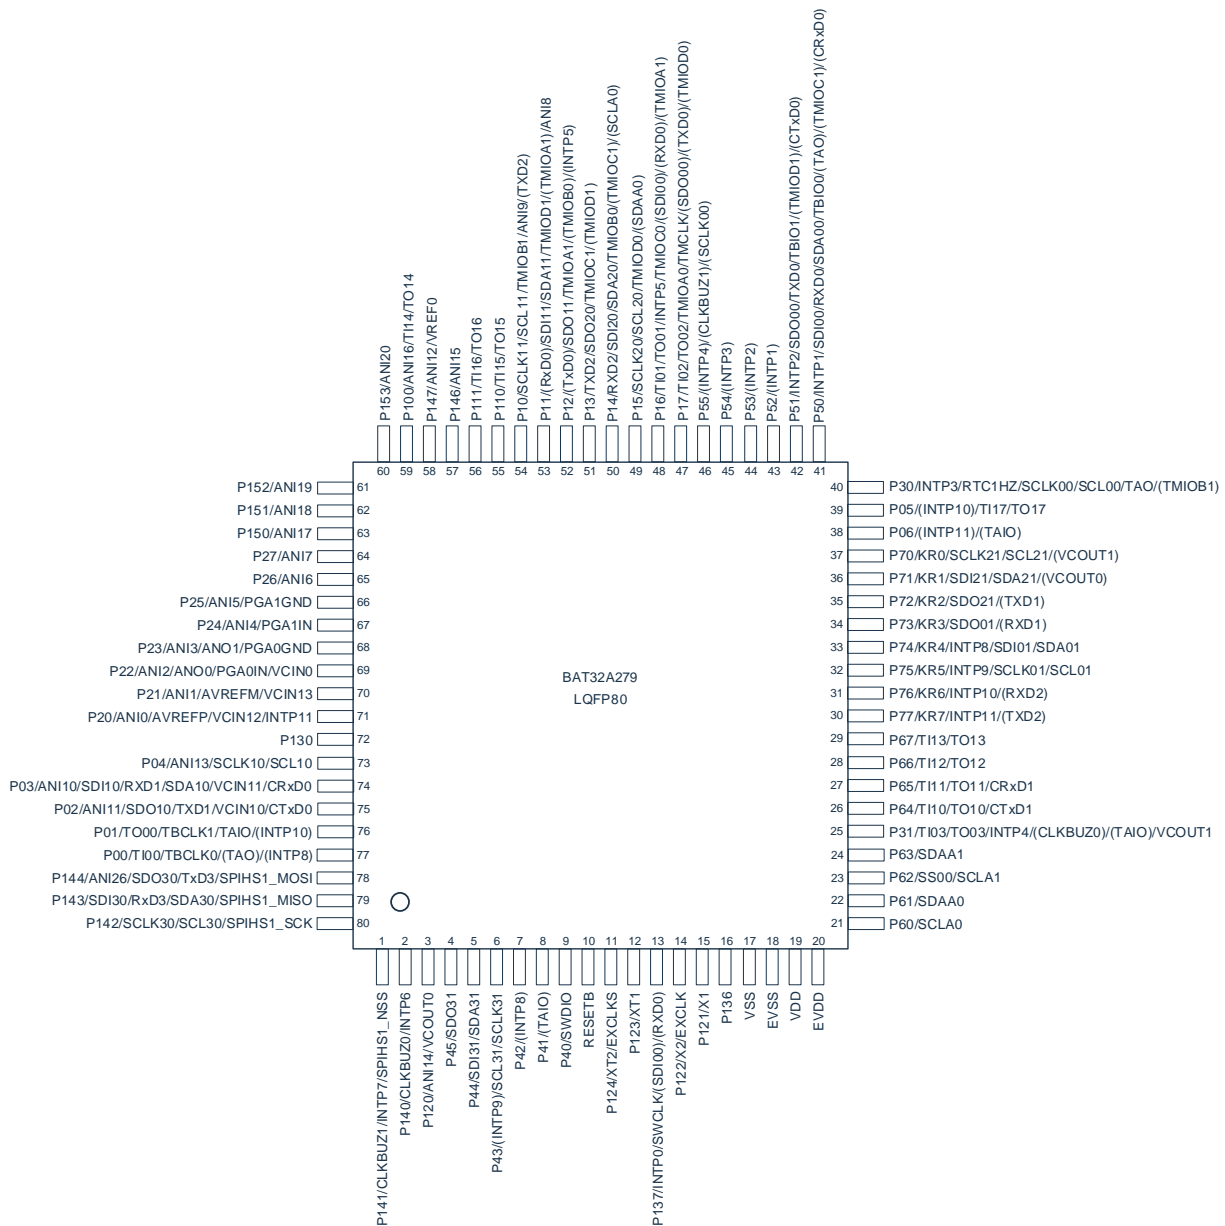 P153/ANI20
P100/ANI16/TI14/TO14
P147/ANI12/VREF0
P146/ANI15
P111/TI16/TO16
P110/TI15/TO15
P10/SCLK11/SCL11/TMIOB1/ANI9/(TXD2)
P11/(RxD0)/SDI11/SDA11/TMIOD1/(TMIOA1)/ANI8
P12/(TxD0)/SDO11/TMIOA1/(TMIOB0)/(INTP5)
P13/TXD2/SDO20/TMIOC1/(TMIOD1)
P14/RXD2/SDI20/SDA20/TMIOB0/(TMIOC1)/(SCLA0)
P15/SCLK20/SCL20/TMIOD0/(SDAA0)
P16/TI01/TO01/INTP5/TMIOC0/(SDI00)/(RXD0)/(TMIOA1)
P17/TI02/TO02/TMIOA0/TMCLK/(SDO00)/(TXD0)/(TMIOD0)
P55/(INTP4)/(CLKBUZ1)/(SCLK00)
P54/(INTP3)
P53/(INTP2)
P52/(INTP1)
P51/INTP2/SDO00/TXD0/TBIO1/(TMIOD1)/(CTxD0)
P50/INTP1/SDI00/RXD0/SDA00/TBIO0/(TAO)/(TMIOC1)/(CRxD0)
60 59 58 57 56 55 54 53 52 51 50 49 48 47 46 45 44 43 42 41
P152/ANI19 61
P151/ANI18 62
P150/ANI17 63
P27/ANI7 64
P26/ANI6 65
P25/ANI5/PGA1GND 66
P24/ANI4/PGA1IN 67
P23/ANI3/ANO1/PGA0GND 68
P22/ANI2/ANO0/PGA0IN/VCIN0 69
P21/ANI1/AVREFM/VCIN13 70
P20/ANI0/AVREFP/VCIN12/INTP11 71
P130 72
P04/ANI13/SCLK10/SCL10 73
P03/ANI10/SDI10/RXD1/SDA10/VCIN11/CRxD0 74
P02/ANI11/SDO10/TXD1/VCIN10/CTxD0 75
P01/TO00/TBCLK1/TAIO/(INTP10) 76
P00/TI00/TBCLK0/(TAO)/(INTP8) 77
P144/ANI26/SDO30/TxD3/SPIHS1_MOSI 78
P143/SDI30/RxD3/SDA30/SPIHS1_MISO 79
P142/SCLK30/SCL30/SPIHS1_SCK 80
BAT32A279
LQFP80
40 P30/INTP3/RTC1HZ/SCLK00/SCL00/TAO/(TMIOB1)
39 P05/(INTP10)/TI17/TO17
38 P06/(INTP11)/(TAIO)
37 P70/KR0/SCLK21/SCL21/(VCOUT1)
36 P71/KR1/SDI21/SDA21/(VCOUT0)
35 P72/KR2/SDO21/(TXD1)
34 P73/KR3/SDO01/(RXD1)
33 P74/KR4/INTP8/SDI01/SDA01
32 P75/KR5/INTP9/SCLK01/SCL01
31 P76/KR6/INTP10/(RXD2)
30 P77/KR7/INTP11/(TXD2)
29 P67/TI13/TO13
28 P66/TI12/TO12
27 P65/TI11/TO11/CRxD1
26 P64/TI10/TO10/CTxD1
25 P31/TI03/TO03/INTP4/(CLKBUZ0)/(TAIO)/VCOUT1
24 P63/SDAA1
23 P62/SS00/SCLA1
22 P61/SDAA0
21 P60/SCLA0
1 2 3 4 5 6 7 8 9 10 11 12 13 14 15 16 17 18 19 20
P141/CLKBUZ1/INTP7/SPIHS1_NSS
P140/CLKBUZ0/INTP6
P120/ANI14/VCOUT0
P45/SDO31
P44/SDI31/SDA31
P43/(INTP9)/SCL31/SCLK31
P42/(INTP8)
P41/(TAIO)
P40/SWDIO
RESETB
P124/XT2/EXCLKS
P123/XT1
P137/INTP0/SWCLK/(SDI00)/(RXD0)
P122/X2/EXCLK
P121/X1
P136
VSS
EVSS
VDD
EVDD